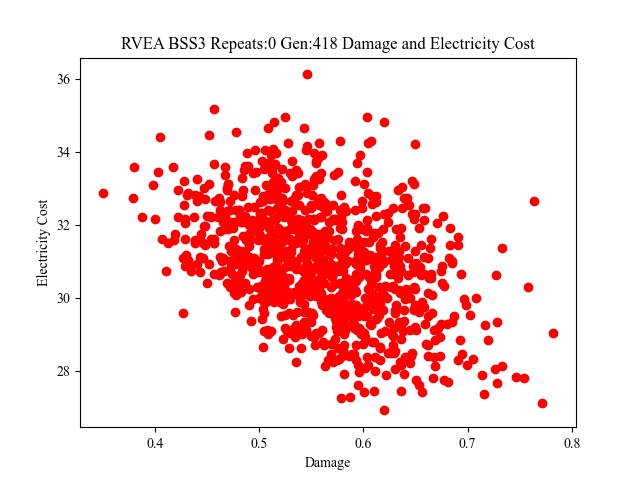 RVEA BSS3 Repeats:0 Gen:418 Damage and Electricity Cost
36
34
32
30
28
Electricity Cost
0.4 0.5 0.6 0.7 0.8
Damage